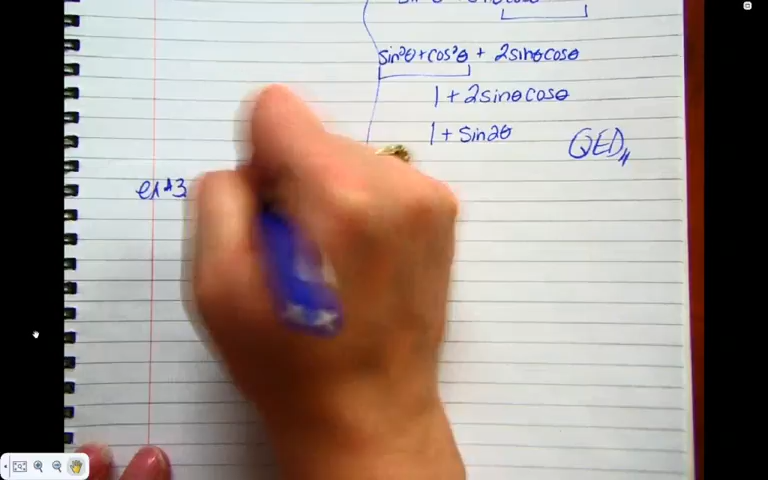 sin²θ + cos²θ + 2sinθcosθ
1 + 2sinθcosθ
1 + sin2θ
QED
ex#3